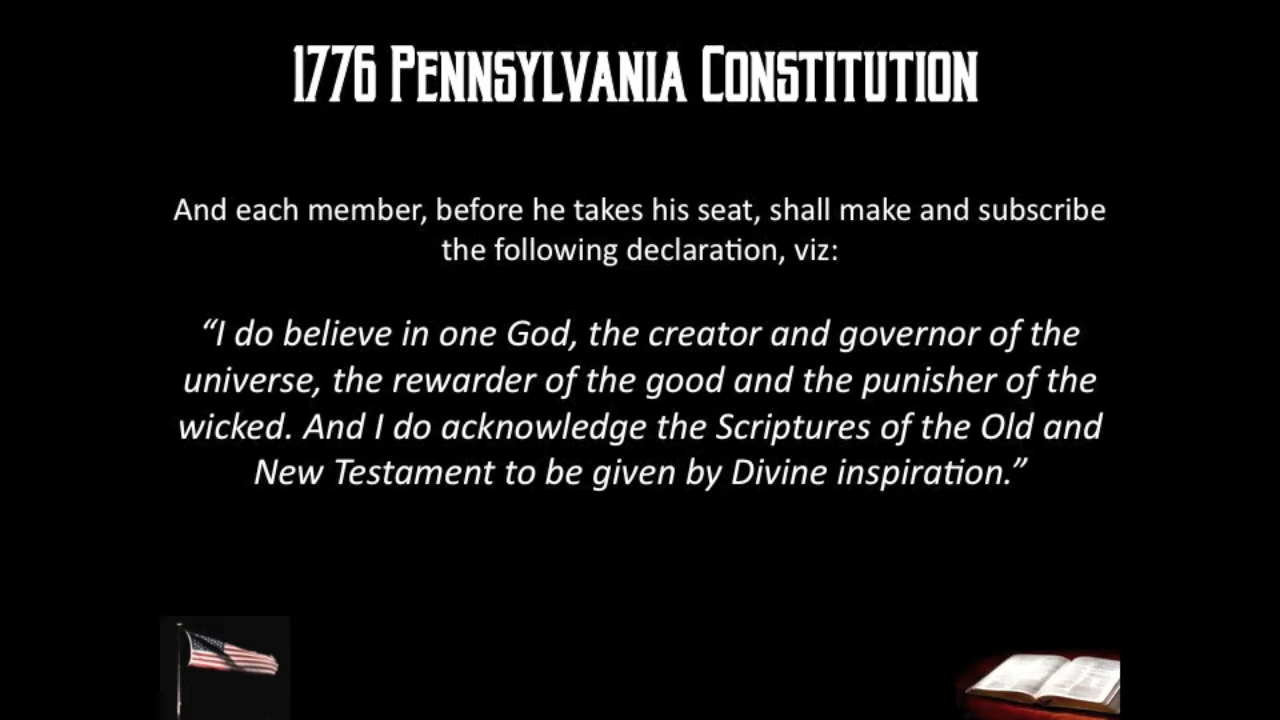 1776 Pennsylvania Constitution
And each member, before he takes his seat, shall make and subscribe
the following declaration, viz:
“I do believe in one God, the creator and governor of the
universe, the rewarder of the good and the punisher of the
wicked. And I do acknowledge the Scriptures of the Old and
New Testament to be given by Divine inspiration.”